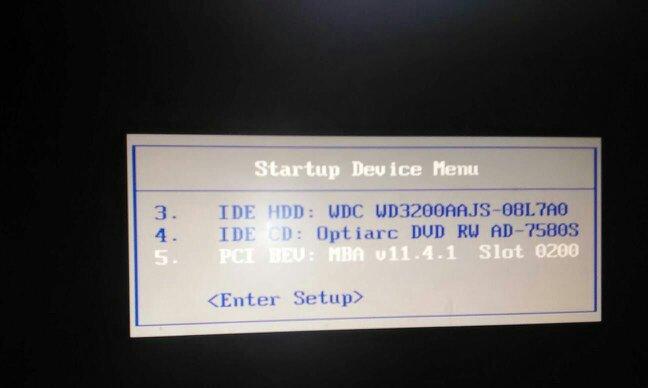 Startup Device Menu
3. IDE HDD: WDC WD3200AAJS-08L7A0
4. IDE CD: Optiarc DVD RW AD-7580S
5. PCI BEV: MBA v11.4.1 Slot 0200
<Enter Setup>